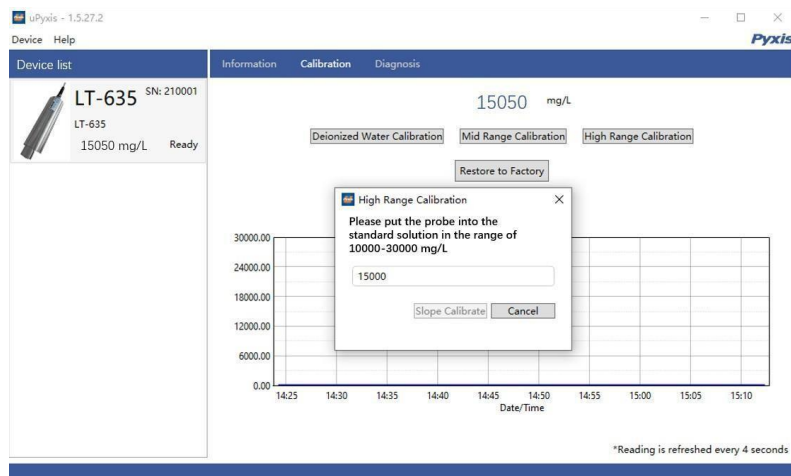 uPyxis - 1.5.27.2
Device Help
Pyxis
Device list
Information Calibration Diagnosis
LT-635 SN: 210001
LT-635
15050 mg/L Ready
15050 mg/L
Deionized Water Calibration Mid Range Calibration High Range Calibration
Restore to Factory
High Range Calibration
Please put the probe into the
standard solution in the range of
10000-30000 mg/L
15000
Slope Calibrate Cancel
30000.00
24000.00
18000.00
12000.00
6000.00
0.00
14:25 14:30 14:35 14:40 14:45 14:50 14:55 15:00 15:05 15:10
Date/Time
*Reading is refreshed every 4 seconds